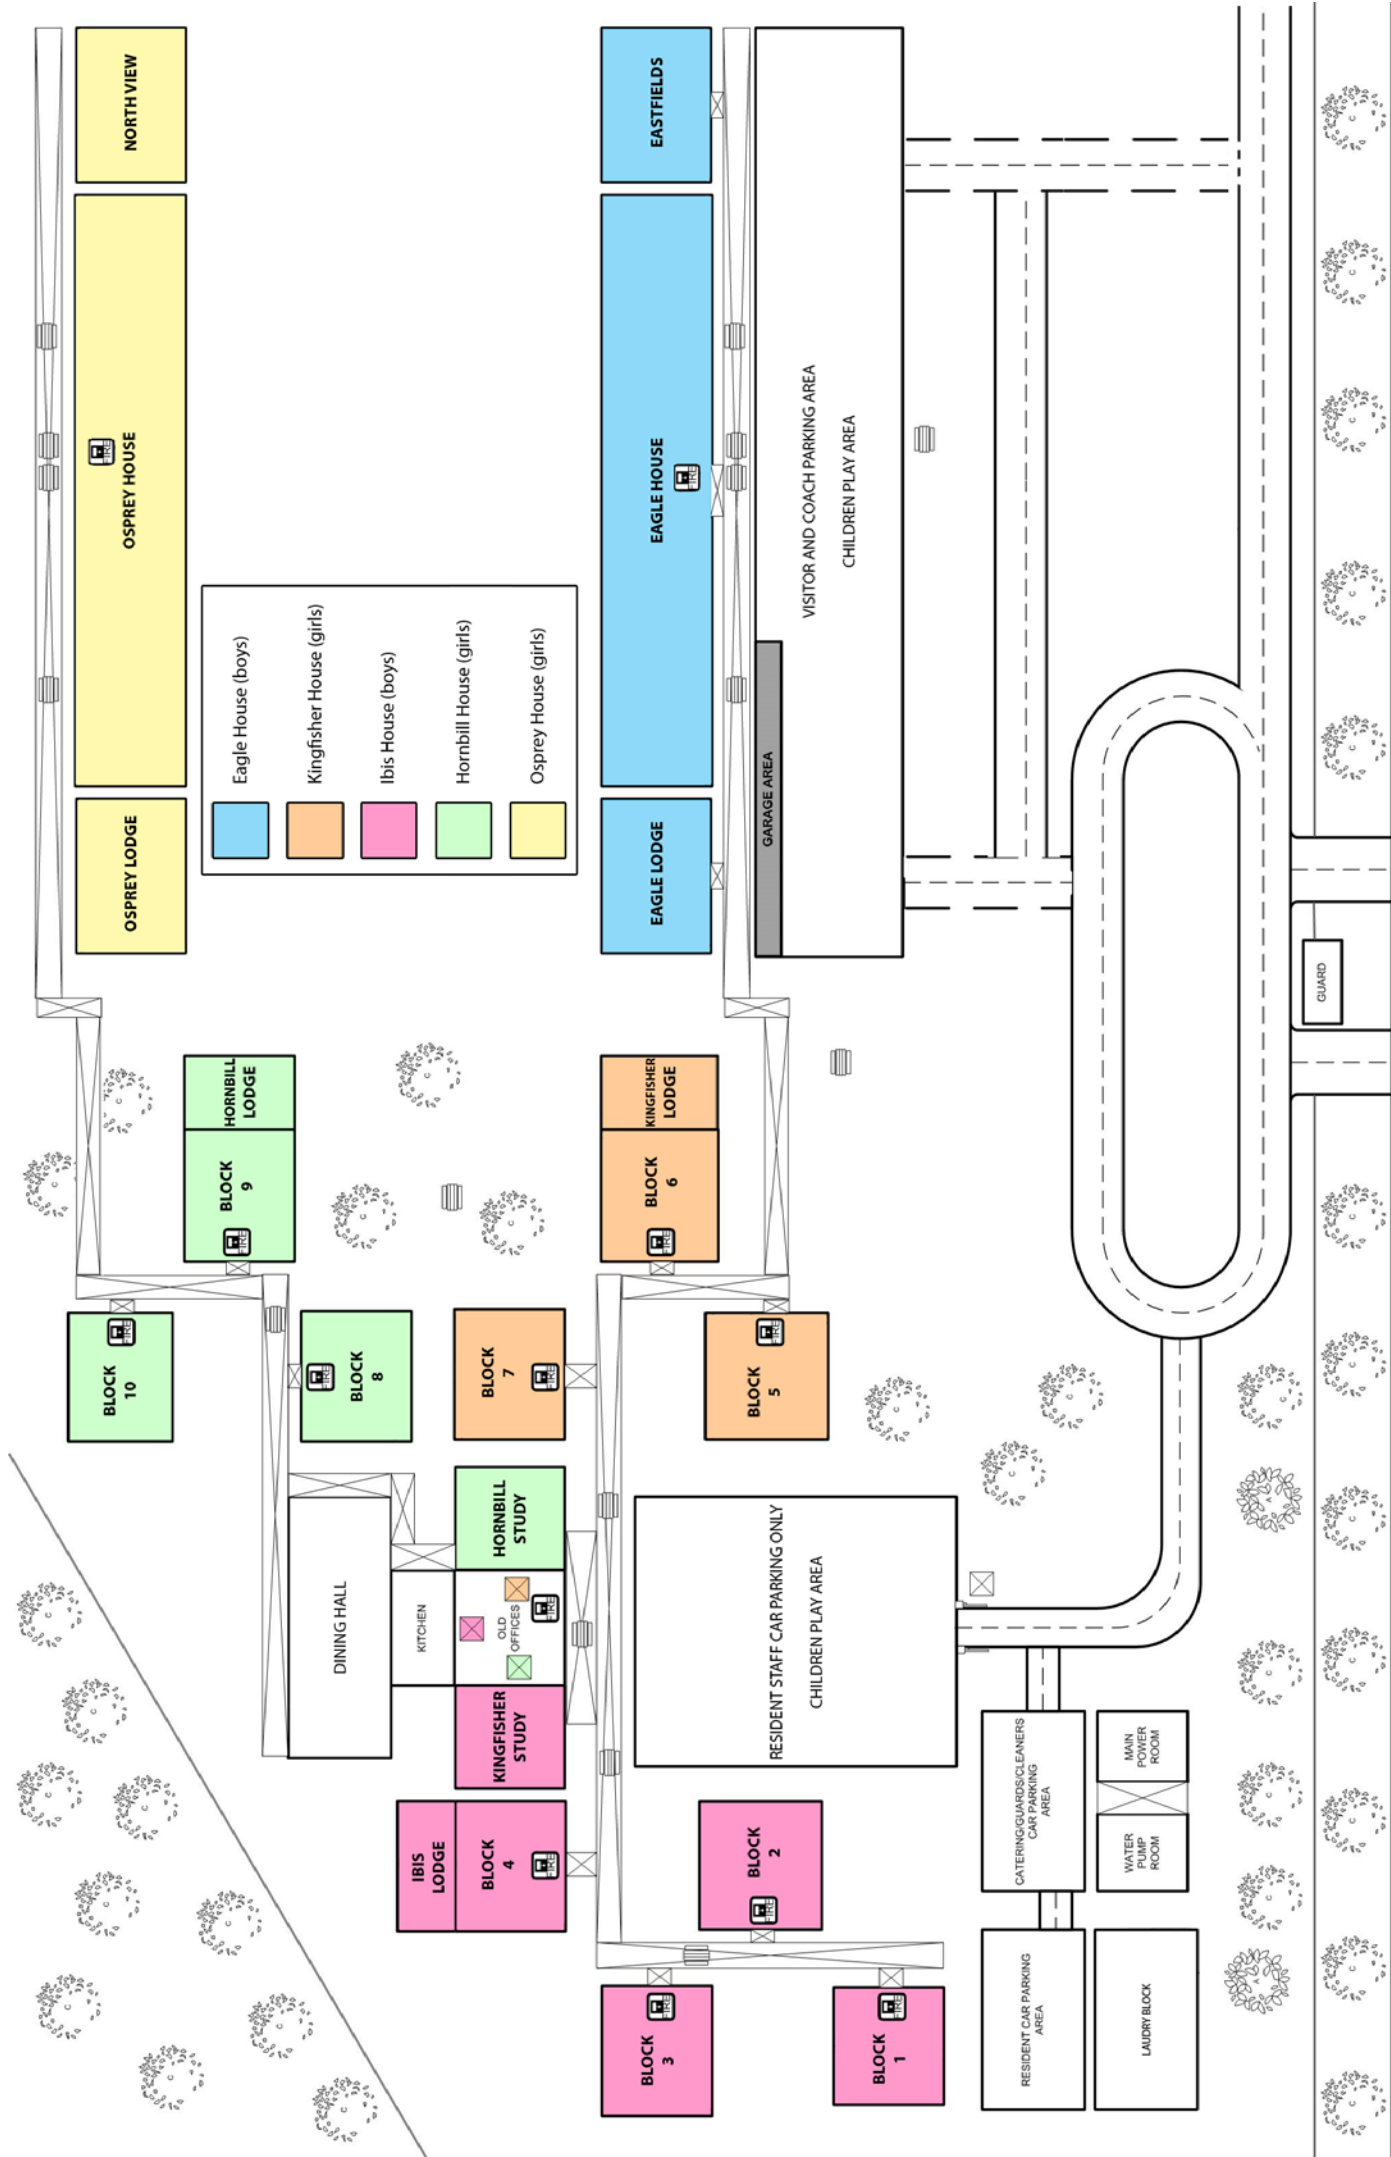 NORTH VIEW
EASTFIELDS
OSPREY HOUSE
FIRE
EAGLE HOUSE
FIRE
VISITOR AND COACH PARKING AREA
CHILDREN PLAY AREA
Eagle House (boys)
Kingfisher House (girls)
Ibis House (boys)
Hornbill House (girls)
Osprey House (girls)
OSPREY LODGE
EAGLE LODGE
GARAGE AREA
GUARD
HORNBILL
LODGE
BLOCK
9
FIRE
KINGFISHER
LODGE
BLOCK
6
FIRE
BLOCK
10
FIRE
BLOCK
8
FIRE
BLOCK
7
FIRE
BLOCK
5
FIRE
HORNBILL
STUDY
DINING HALL
KITCHEN
OLD
OFFICES
FIRE
KINGFISHER
STUDY
RESIDENT STAFF CAR PARKING ONLY
CHILDREN PLAY AREA
IBIS
LODGE
BLOCK
4
FIRE
BLOCK
2
FIRE
CATERING/GUARDS/CLEANERS
CAR PARKING
AREA
MAIN
POWER
ROOM
WATER
PUMP
ROOM
BLOCK
3
FIRE
BLOCK
1
FIRE
RESIDENT CAR PARKING
AREA
LAUDRY BLOCK